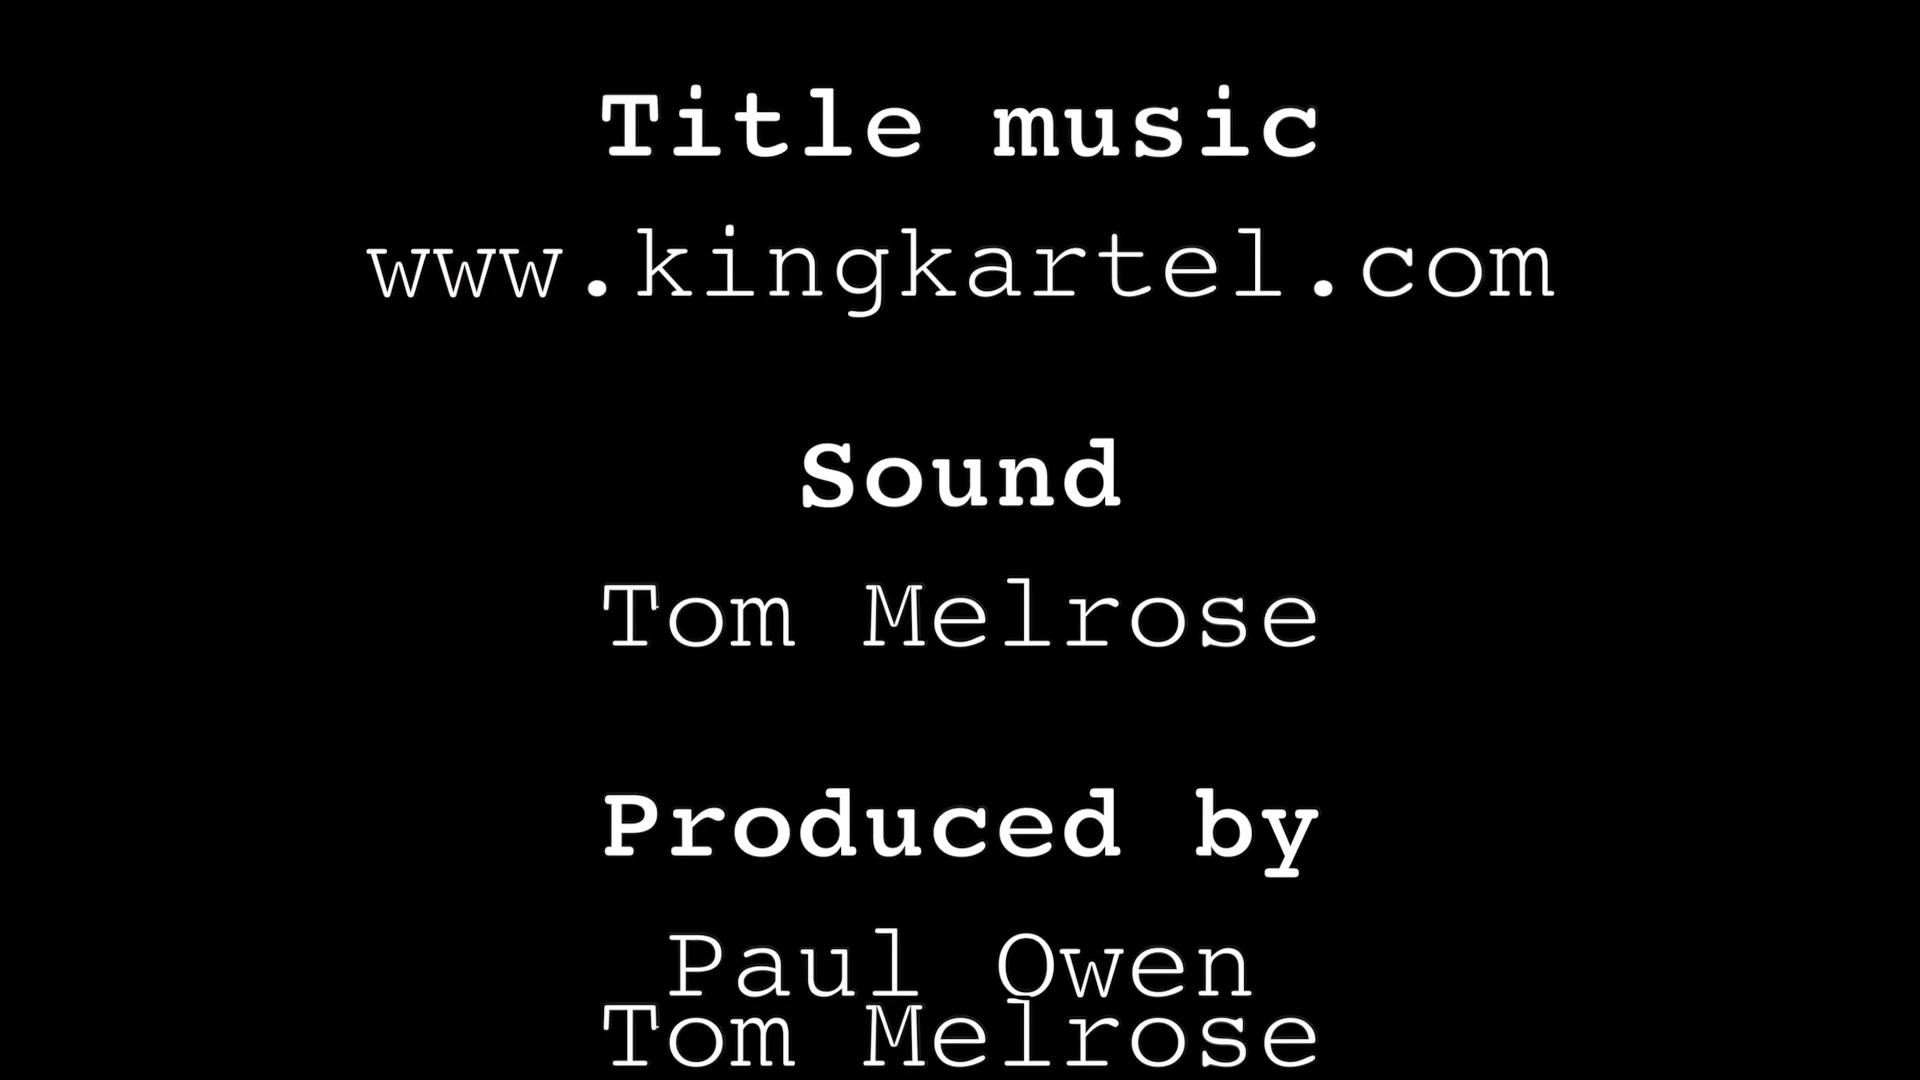 Title music
www.kingkartel.com
Sound
Tom Melrose
Produced by
Paul Owen
Tom Melrose